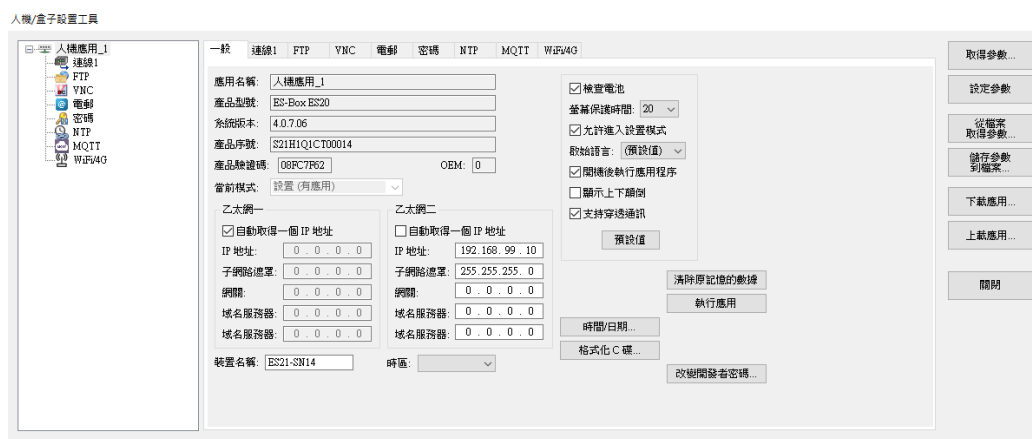 人機/盒子設置工具
人機應用_1
連線1
FTP
VNC
電郵
密碼
NTP
MQTT
WiFi/4G
一般 連線1 FTP VNC 電郵 密碼 NTP MQTT WiFi/4G
應用名稱: 人機應用_1
產品型號: ES-Box ES20
系統版本: 4.0.7.06
產品序號: S21H1Q1CT00014
產品驗證碼: 08FC7F62 OEM: 0
當前模式: 設置 (有應用)
乙太網一
自動取得一個 IP 地址
IP 地址: 0 . 0 . 0 . 0
子網路遮罩: 0 . 0 . 0 . 0
網關: 0 . 0 . 0 . 0
域名服務器: 0 . 0 . 0 . 0
域名服務器: 0 . 0 . 0 . 0
乙太網二
自動取得一個 IP 地址
IP 地址: 192.168. 99 . 10
子網路遮罩: 255.255.255. 0
網關: 0 . 0 . 0 . 0
域名服務器: 0 . 0 . 0 . 0
域名服務器: 0 . 0 . 0 . 0
裝置名稱: ES21-SN14 時區:
檢查電池
螢幕保護時間: 20
允許進入設置模式
啟始語言: (預設值)
開機後執行應用程序
顯示上下顛倒
支持穿透通訊
預設值
清除原記憶的數據
執行應用
時間/日期...
格式化 C 碟...
改變開發者密碼...
取得參數...
設定參數
從檔案
取得參數...
儲存參數
到檔案...
下載應用...
上載應用...
關閉